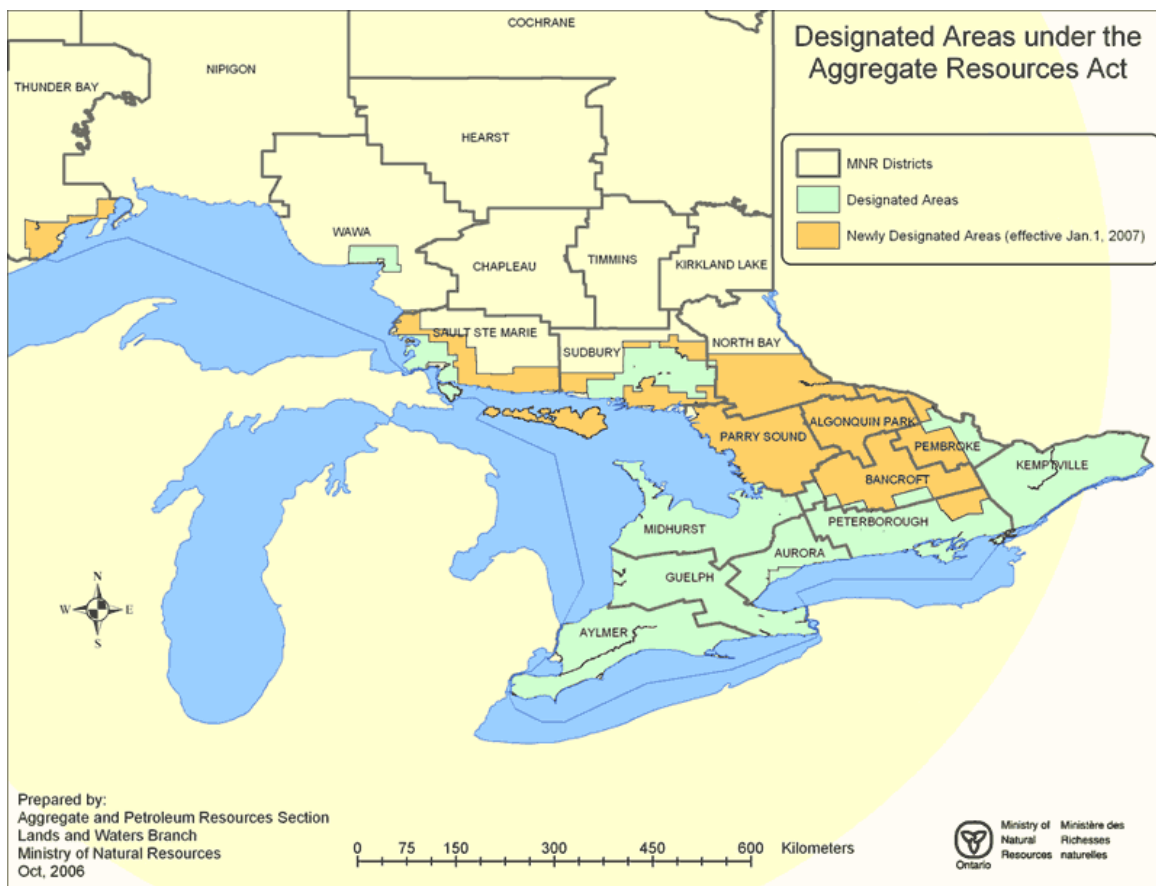 COCHRANE
Designated Areas under the
Aggregate Resources Act
NIPIGON
THUNDER BAY
HEARST
MNR Districts
Designated Areas
Newly Designated Areas (effective Jan.1, 2007)
WAWA
CHAPLEAU
TIMMINS
KIRKLAND LAKE
SAULT STE MARIE
SUDBURY
NORTH BAY
PARRY SOUND
ALGONQUIN PARK
PEMBROKE
KEMPTVILLE
BANCROFT
MIDHURST
PETERBOROUGH
AURORA
GUELPH
AYLMER
N
W
E
S
Prepared by:
Aggregate and Petroleum Resources Section
Lands and Waters Branch
Ministry of Natural Resources
Oct, 2006
0 75 150 300 450 600 Kilometers
Ontario
Ministry of
Natural
Resources
Ministère des
Richesses
naturelles